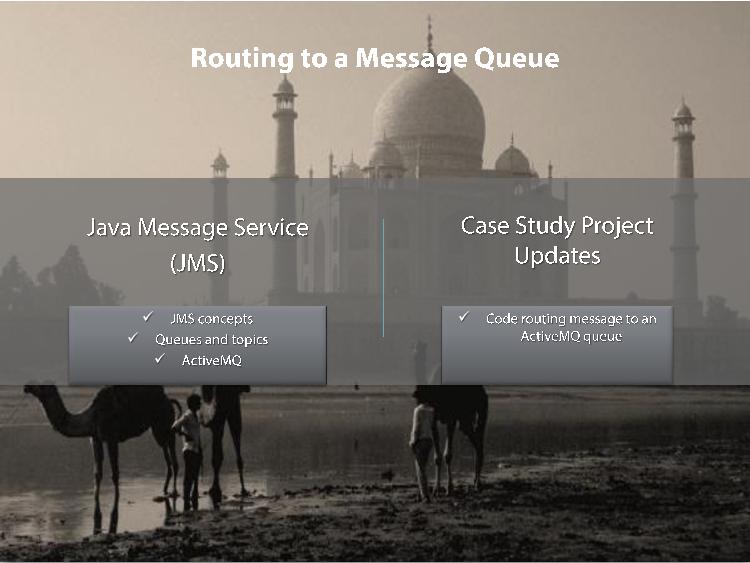 Routing to a Message Queue
Java Message Service
(JMS)
✓ JMS concepts
✓ Queues and topics
✓ ActiveMQ
Case Study Project
Updates
✓ Code routing message to an
ActiveMQ queue